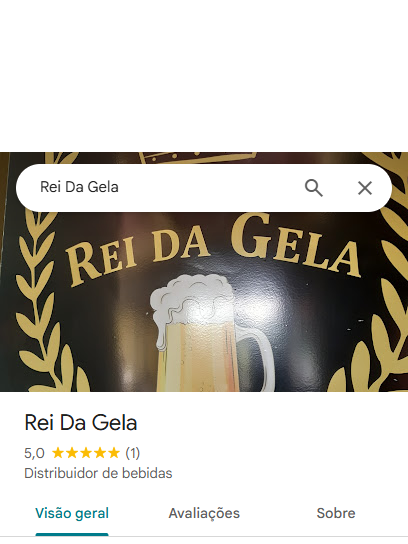 Rei Da Gela
REI DA GELA
Rei Da Gela
5,0 (1)
Distribuidor de bebidas
Visão geral Avaliações Sobre